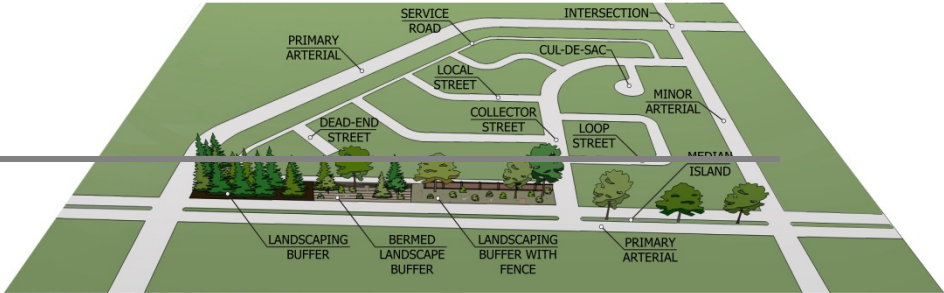 SERVICE
ROAD
INTERSECTION
PRIMARY
ARTERIAL
CUL-DE-SAC
LOCAL
STREET
MINOR
ARTERIAL
COLLECTOR
STREET
DEAD-END
STREET
LOOP
STREET
MEDIAN
ISLAND
LANDSCAPING
BUFFER
BERMED
LANDSCAPE
BUFFER
LANDSCAPING
BUFFER WITH
FENCE
PRIMARY
ARTERIAL